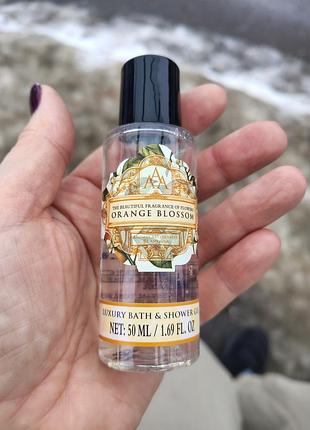 THE BEAUTIFUL FRAGRANCE OF FLOWERS
ORANGE BLOSSOM
LUXURY BATH & SHOWER GEL
NET: 50 ML / 1.69 FL. OZ